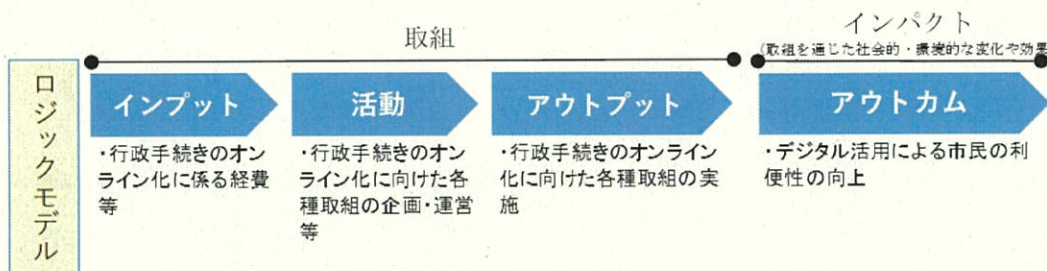 取組
インパクト
(取組を通じた社会的・環境的な変化や効果
ロジックモデル
インプット
・行政手続きのオン
ライン化に係る経費
等
活動
・行政手続きのオン
ライン化に向けた各
種取組の企画・運営
等
アウトプット
・行政手続きのオンライン
化に向けた各種取組の実
施
アウトカム
・デジタル活用による市民の利
便性の向上